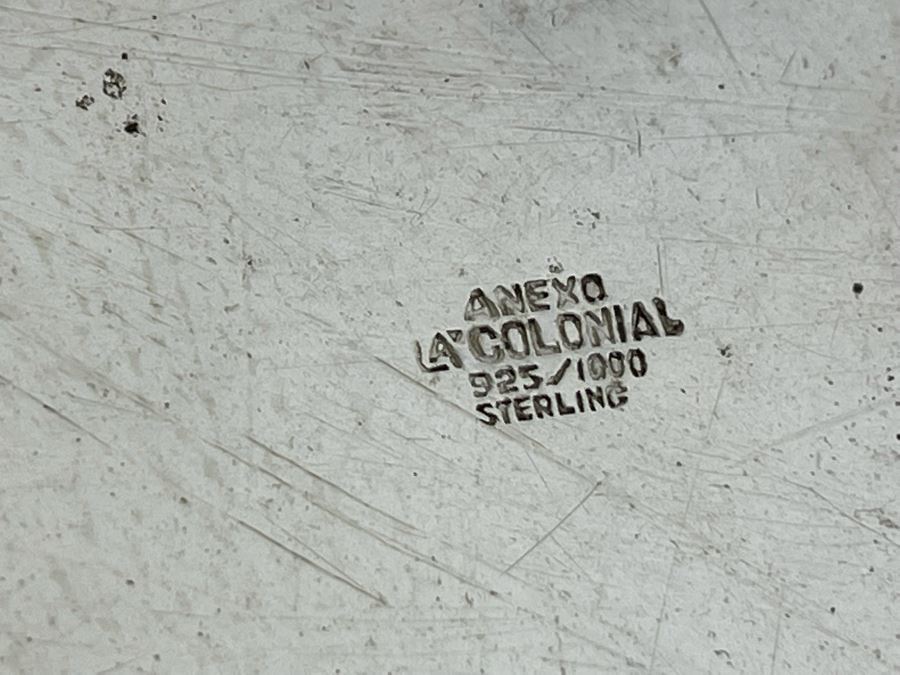 ANEXO
LA COLONIAL
925/1000
STERLING